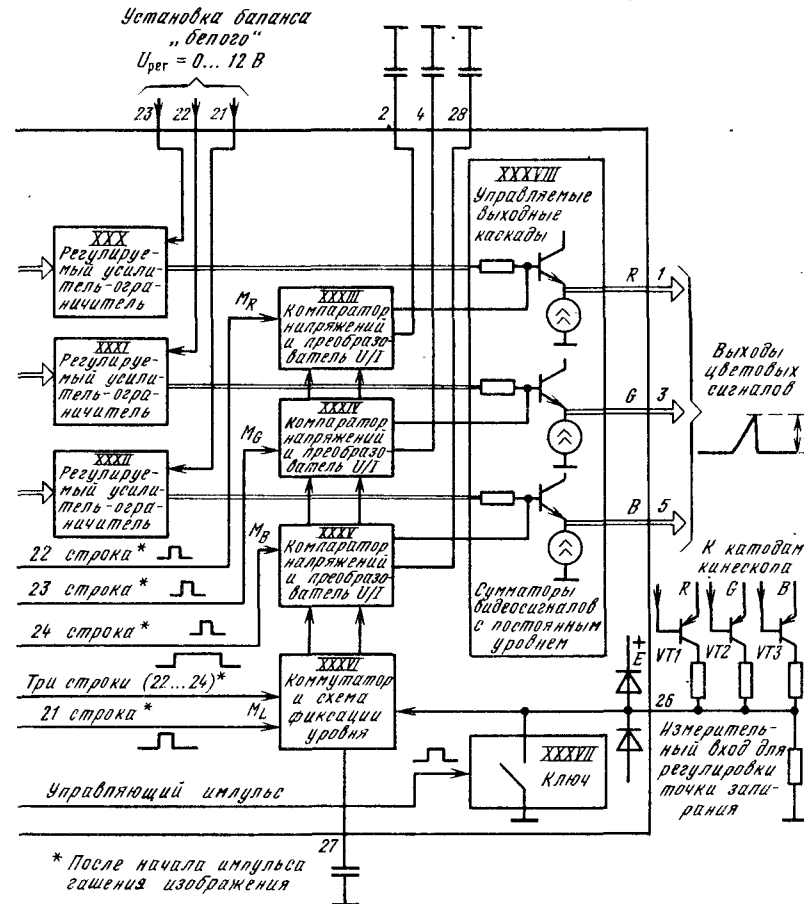 Установка баланса
„белого“
Uрег = 0... 12 В
23 22 21
2 4 28
XXXVIII
Управляемые
выходные
каскады
XXX
Регулируе-
мый усили-
тель-огра-
ничитель
XXXI
Регулируе-
мый усили-
тель-огра-
ничитель
XXXII
Регулируе-
мый усили-
тель-огра-
ничитель
MR
XXXIII
Компаратор
напряжений
и преобразо-
ватель U/I
MG
XXXIV
Компаратор
напряжений
и преобразо-
ватель U/I
MB
XXXV
Компаратор
напряжений
и преобразо-
ватель U/I
R 1
G 3
B 5
Выходы
цветовых
сигналов
Сумматоры
видеосигналов
с постоянным
уровнем
К катодам
кинескопа
R G B
VT1 VT2 VT3
22 строка*
23 строка*
24 строка*
Три строки (22...24)*
21 строка*
ML
XXXVI
Коммутатор
и схема
фиксации
уровня
+
E
26
Измеритель-
ный вход для
регулировки
точки запи-
рания
Управляющий импульс
XXXVII
Ключ
27
* После начала импульса
гашения изображения